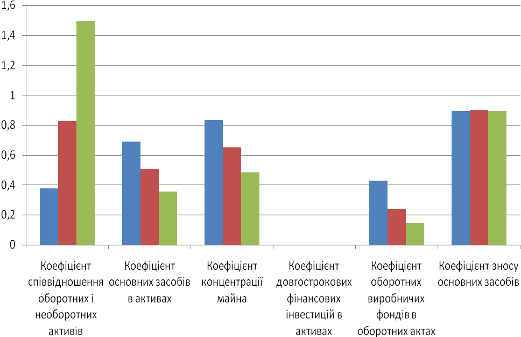 1,6
1,4
1,2
1
0,8
0,6
0,4
0,2
0
Коефіцієнт
співвідношення
оборотних і
необоротних
активів
Коефіцієнт
основних засобів
в активах
Коефіцієнт
концентрації
майна
Коефіцієнт
довгострокових
фінансових
інвестицій в
активах
Коефіцієнт
оборотних
виробничих
фондів в
оборотних актах
Коефіцієнт зносу
основних засобів